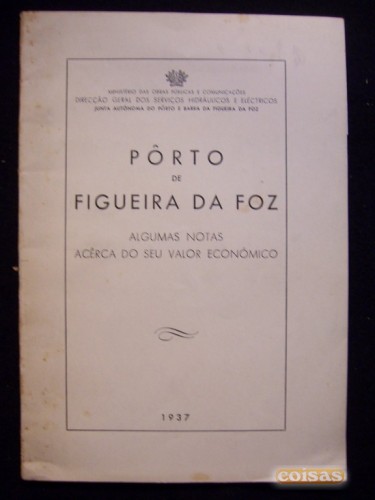 MINISTÉRIO DAS OBRAS PÚBLICAS E COMUNICAÇÕES
DIRECÇÃO GERAL DOS SERVIÇOS HIDRÁULICOS E ELÉCTRICOS
JUNTA AUTÓNOMA DO PÔRTO E BARRA DA FIGUEIRA DA FOZ
PÔRTO
DE
FIGUEIRA DA FOZ
ALGUMAS NOTAS
ACÊRCA DO SEU VALOR ECONÓMICO
1937
coisas